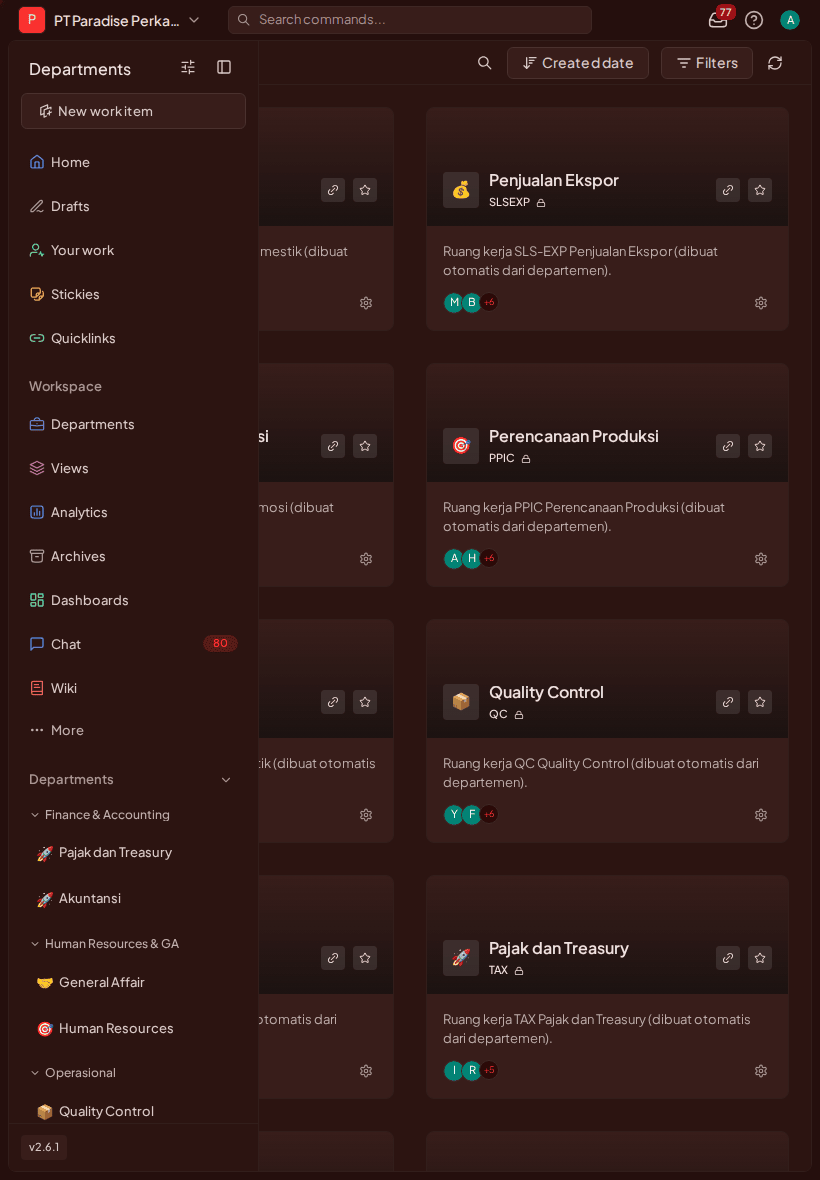 P PT Paradise Perka...
Search commands...
77
A
Departments
Created date
Filters
New work item
Home
Drafts
Your work
Stickies
Quicklinks
Workspace
Departments
Views
Analytics
Archives
Dashboards
Chat 80
Wiki
More
Departments
Finance & Accounting
Pajak dan Treasury
Akuntansi
Human Resources & GA
General Affair
Human Resources
Operasional
Quality Control
v2.6.1
mestik (dibuat
si
mosi (dibuat
tik (dibuat otomatis
otomatis dari
Penjualan Ekspor
SLSEXP
Ruang kerja SLS-EXP Penjualan Ekspor (dibuat
otomatis dari departemen).
M B +6
Perencanaan Produksi
PPIC
Ruang kerja PPIC Perencanaan Produksi (dibuat
otomatis dari departemen).
A H +6
Quality Control
QC
Ruang kerja QC Quality Control (dibuat otomatis dari
departemen).
Y F +6
Pajak dan Treasury
TAX
Ruang kerja TAX Pajak dan Treasury (dibuat otomatis
dari departemen).
I R +5